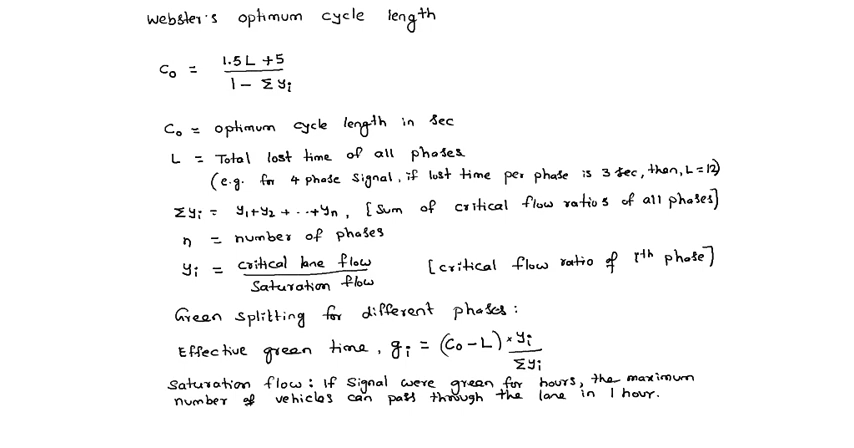 Webster's optimum cycle length
C₀ = (1.5L + 5) / (1 - Σyᵢ)
C₀ = optimum cycle length in sec
L = Total lost time of all phases
(e.g. for 4 phase signal, if lost time per phase is 3 sec, then, L = 12)
Σyᵢ = y₁+y₂ + ...+yₙ, [sum of critical flow ratios of all phases]
n = number of phases
yᵢ = critical lane flow / Saturation flow [critical flow ratio of ith phase]
Green splitting for different phases :
Effective green time, gᵢ = (C₀ - L) × yᵢ / Σyᵢ
Saturation flow : If signal were green for hours, the maximum
number of vehicles can pass through the lane in 1 hour.